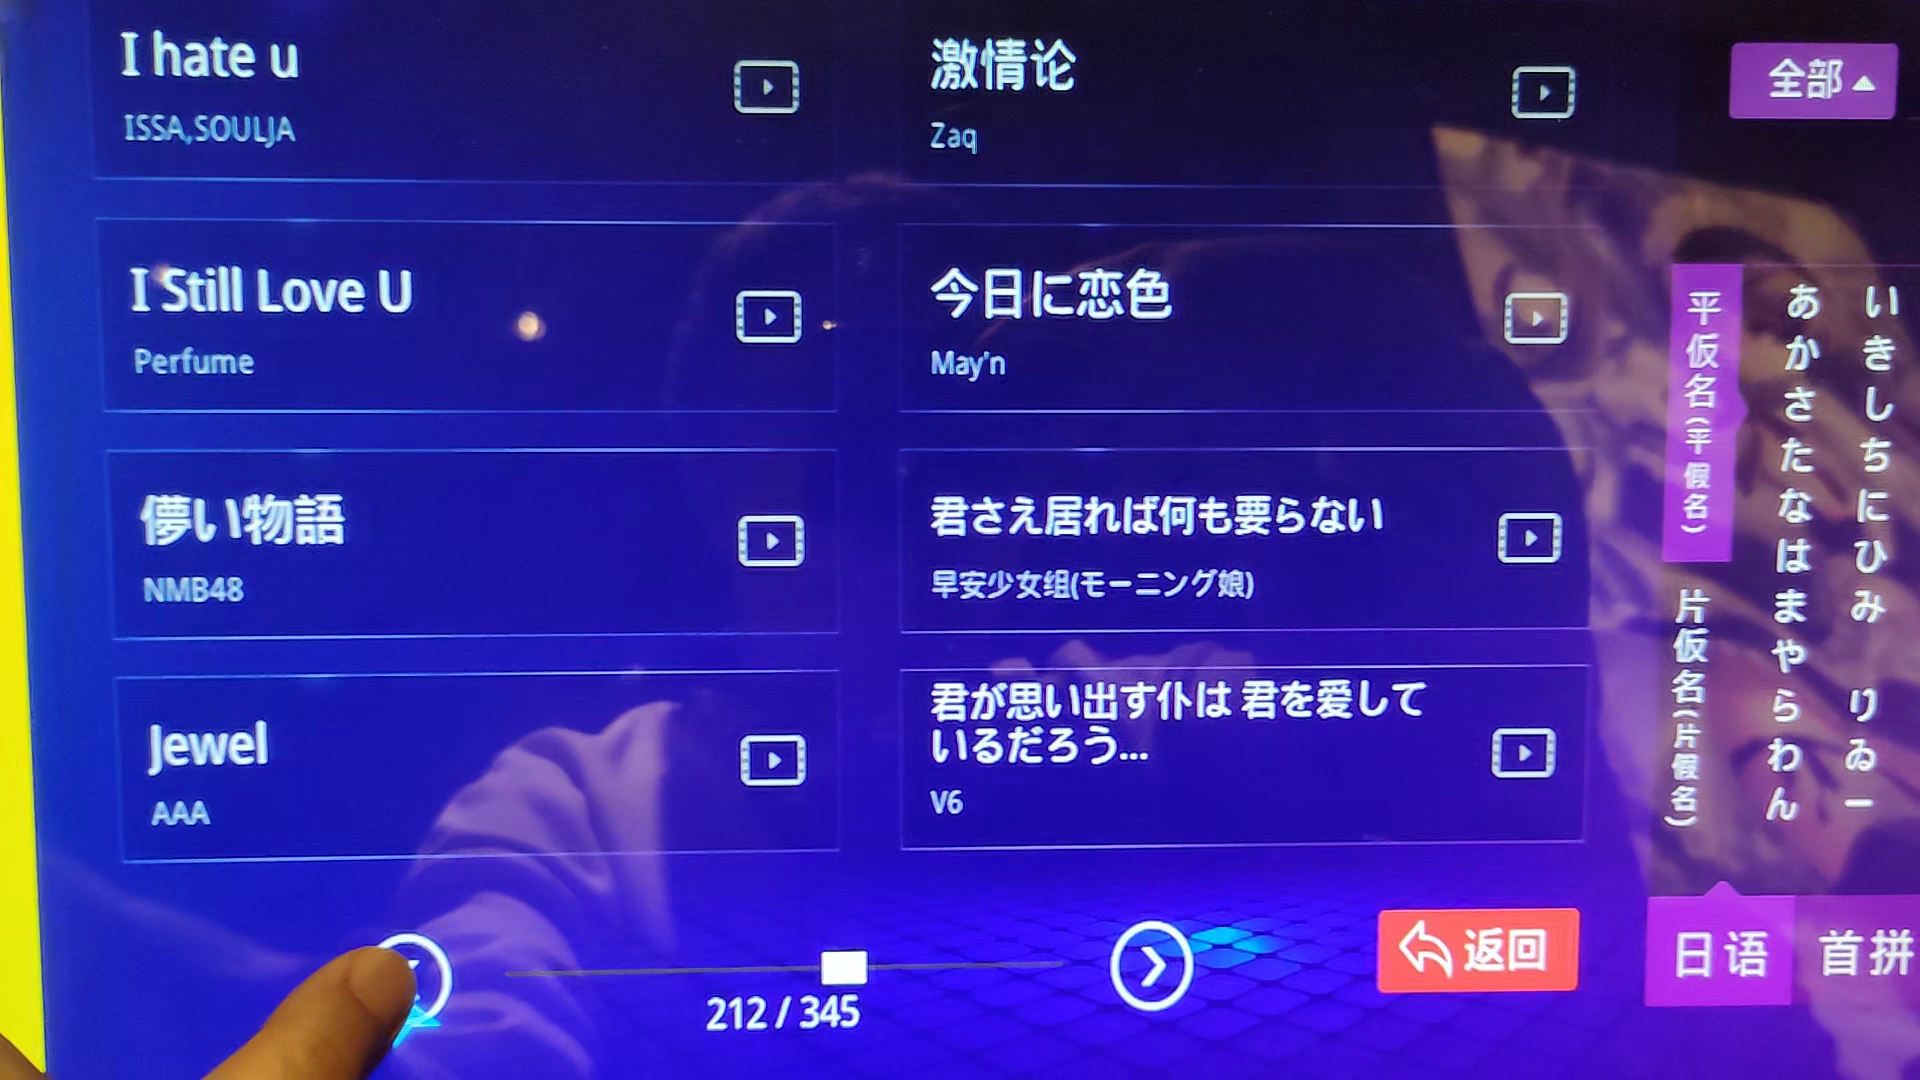 I hate u
ISSA,SOULJA
激情论
Zaq
I Still Love U
Perfume
今日に恋色
May'n
儚い物語
NMB48
君さえ居れば何も要らない
早安少女组(モーニング娘)
Jewel
AAA
君が思い出す仆は 君を愛して
いるだろう...
V6
212 / 345
返回
全部
平仮名(平假名)
片仮名(片假名)
あかさたなはまやらわん
いきしちにひみ りゐー
日语
首拼